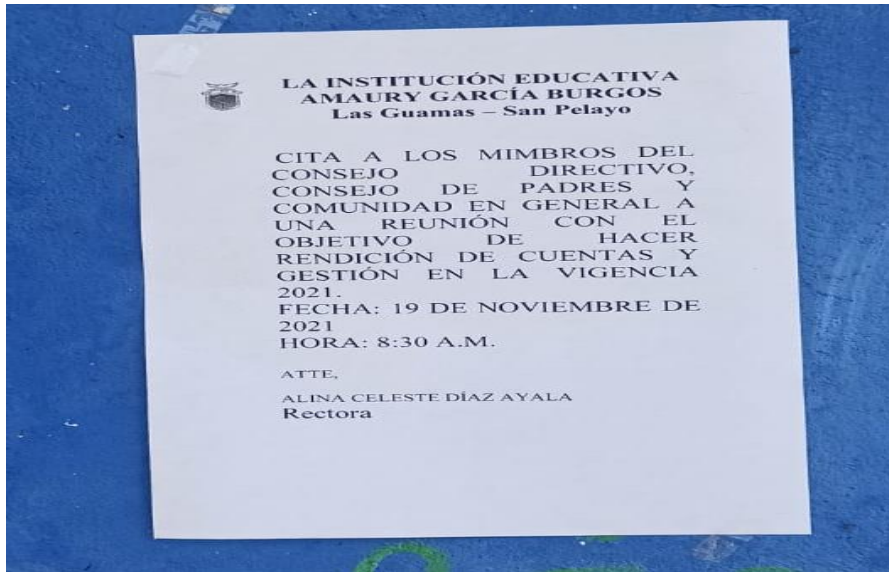 LA INSTITUCIÓN EDUCATIVA
AMAURY GARCÍA BURGOS
Las Guamas – San Pelayo
CITA A LOS MIMBROS DEL
CONSEJO DIRECTIVO,
CONSEJO DE PADRES Y
COMUNIDAD EN GENERAL A
UNA REUNIÓN CON EL
OBJETIVO DE HACER
RENDICIÓN DE CUENTAS Y
GESTIÓN EN LA VIGENCIA
2021.
FECHA: 19 DE NOVIEMBRE DE
2021
HORA: 8:30 A.M.
ATTE,
ALINA CELESTE DÍAZ AYALA
Rectora